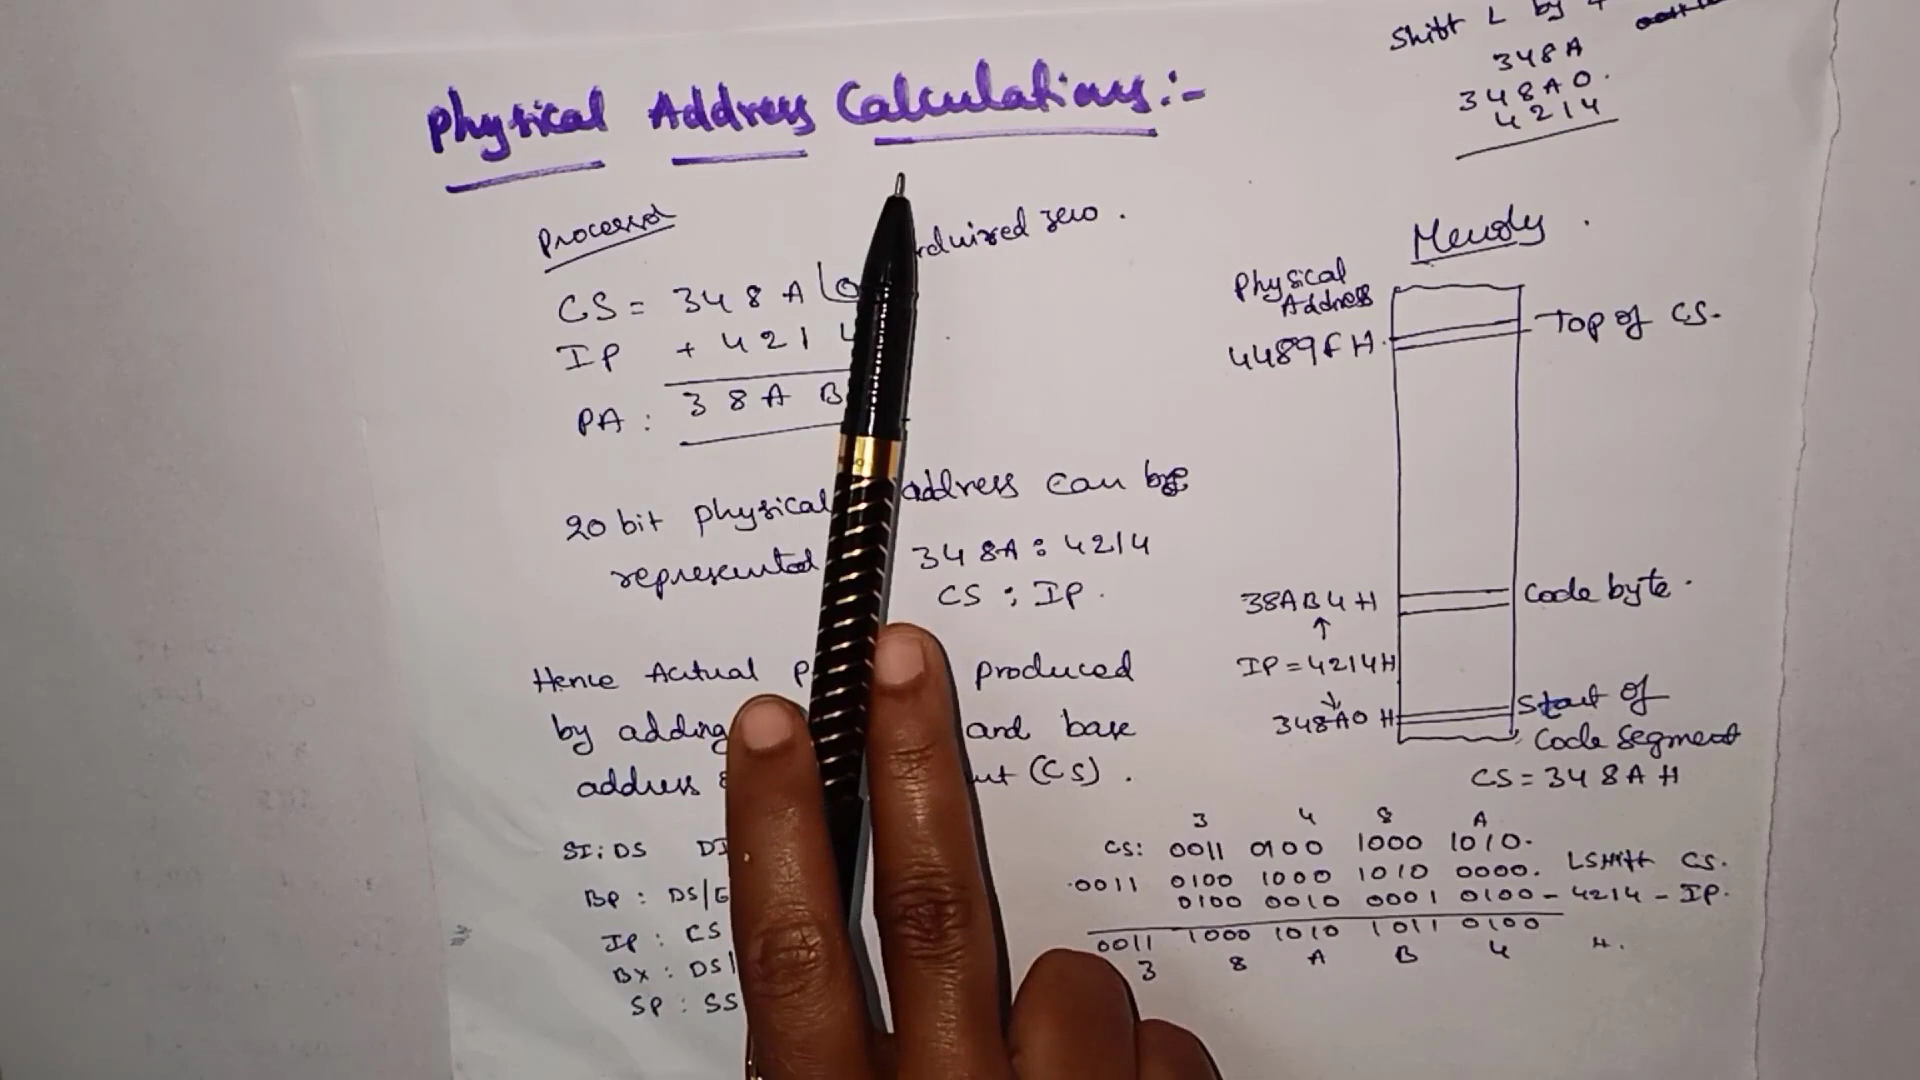 Physical Address Calculations:-
Shift L by 4
348A
348A0.
4214
Processor
zero.
CS = 348A0
IP + 421
PA: 38AB
20 bit physical address can be
represented 348A : 4214
CS : IP.
Hence Actual produced
by adding and base
address (CS).
SI: DS DI
BP: DS/
IP: CS
BX: DS/
SP: SS
Memory.
Physical
Address
4489FH. Top of CS.
38AB4H Code byte.
↑
IP = 4214H
↓
348A0H Start of
Code Segment
CS = 348AH
3 4 8 A
CS: 0011 0100 1000 1010.
0011 0100 1000 1010 0000. LShift CS.
0100 0010 0001 0100 - 4214 - IP.
0011 1000 1010 1011 0100
3 8 A B 4 H.